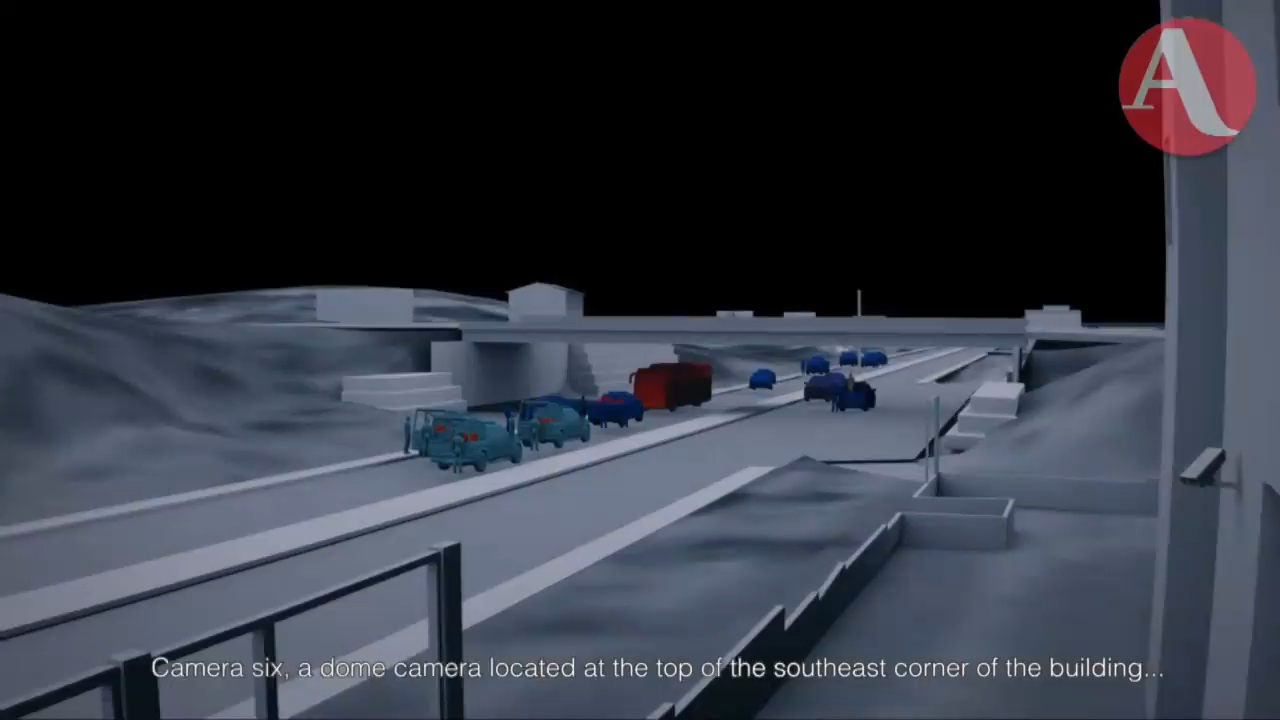 A
Camera six, a dome camera located at the top of the southeast corner of the building...